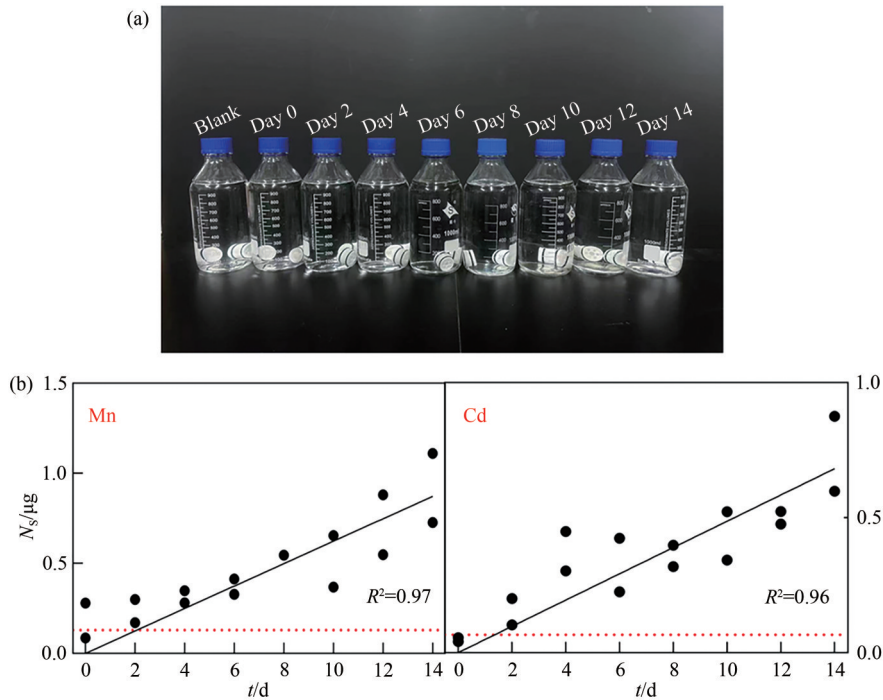 (a)
Blank Day 0 Day 2 Day 4 Day 6 Day 8 Day 10 Day 12 Day 14
(b)
Mn
Cd
1.5
1.0
0.5
0.0
Ns/μg
R²=0.97
0 2 4 6 8 10 12 14
t/d
1.0
0.5
0.0
R²=0.96
0 2 4 6 8 10 12 14
t/d